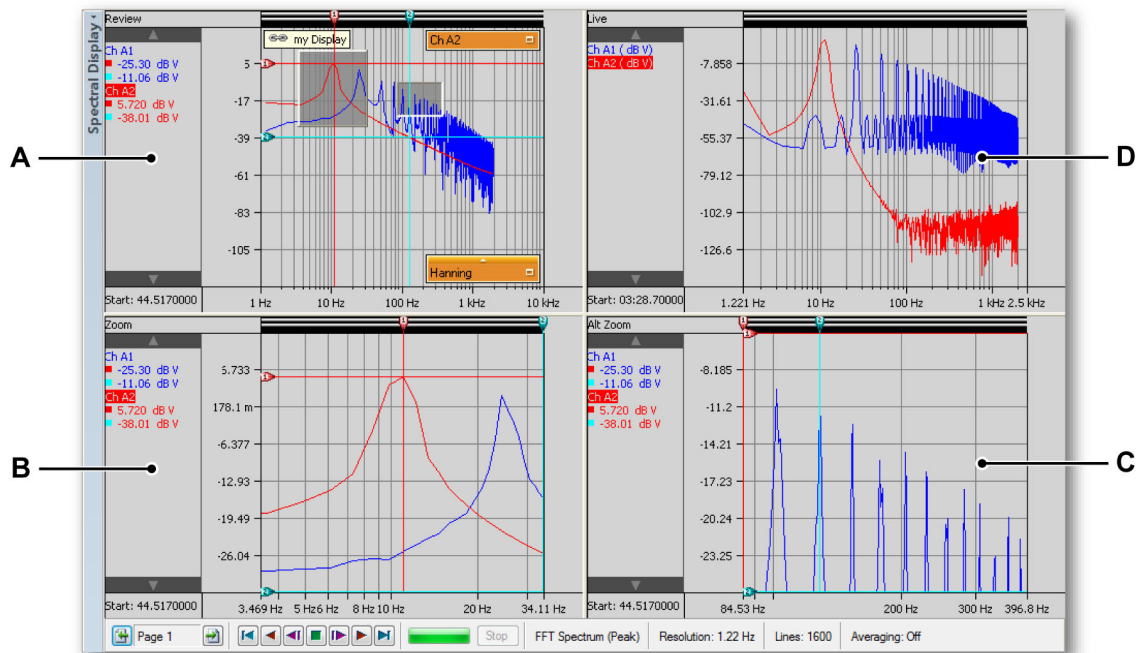 Spectral Display
Review
Ch A1
-25.30 dB V
-11.06 dB V
Ch A2
5.720 dB V
-38.01 dB V
Start: 44.5170000
1
2
my Display
Ch A2
5
-17
-39
-61
-83
-105
Hanning
1 Hz
10 Hz
100 Hz
1 kHz
10 kHz
Live
Ch A1 ( dB V)
Ch A2 ( dB V)
Start: 03:28.70000
-7.858
-31.61
-55.37
-79.12
-102.9
-126.6
1.221 Hz
10 Hz
100 Hz
1 kHz
2.5 kHz
A
D
Zoom
Ch A1
-25.30 dB V
-11.06 dB V
Ch A2
5.720 dB V
-38.01 dB V
Start: 44.5170000
1
2
5.733
178.1 m
-6.377
-12.93
-19.49
-26.04
3.469 Hz
5 Hz
6 Hz
8 Hz
10 Hz
20 Hz
34.11 Hz
Alt Zoom
Ch A1
-25.30 dB V
-11.06 dB V
Ch A2
5.720 dB V
-38.01 dB V
Start: 44.5170000
1
2
-8.185
-11.2
-14.21
-17.23
-20.24
-23.25
84.53 Hz
200 Hz
300 Hz
396.8 Hz
B
C
Page 1
Stop
FFT Spectrum (Peak)
Resolution: 1.22 Hz
Lines: 1600
Averaging: Off